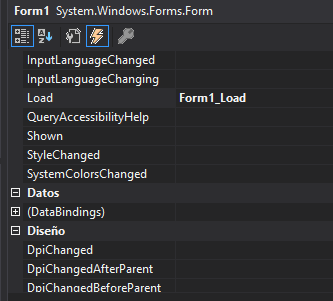 Form1 System.Windows.Forms.Form
InputLanguageChanged
InputLanguageChanging
Load Form1_Load
QueryAccessibilityHelp
Shown
StyleChanged
SystemColorsChanged
Datos
(DataBindings)
Diseño
DpiChanged
DpiChangedAfterParent
DpiChangedBeforeParent